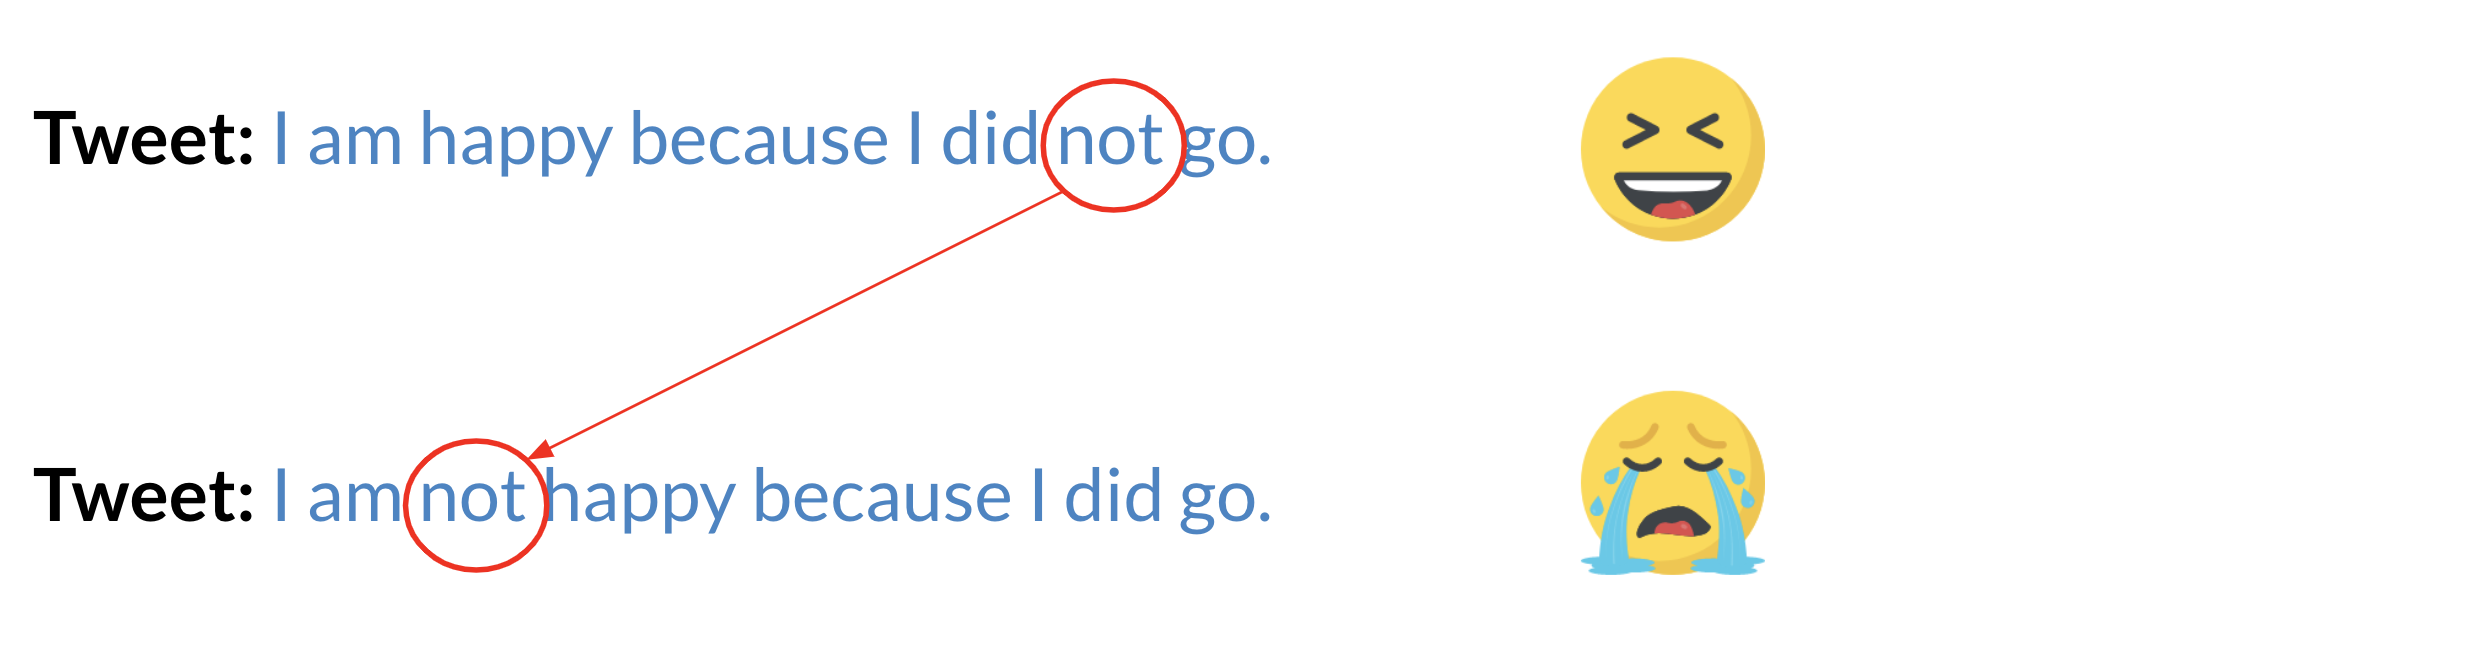 Tweet: I am happy because I did not go.
Tweet: I am not happy because I did go.